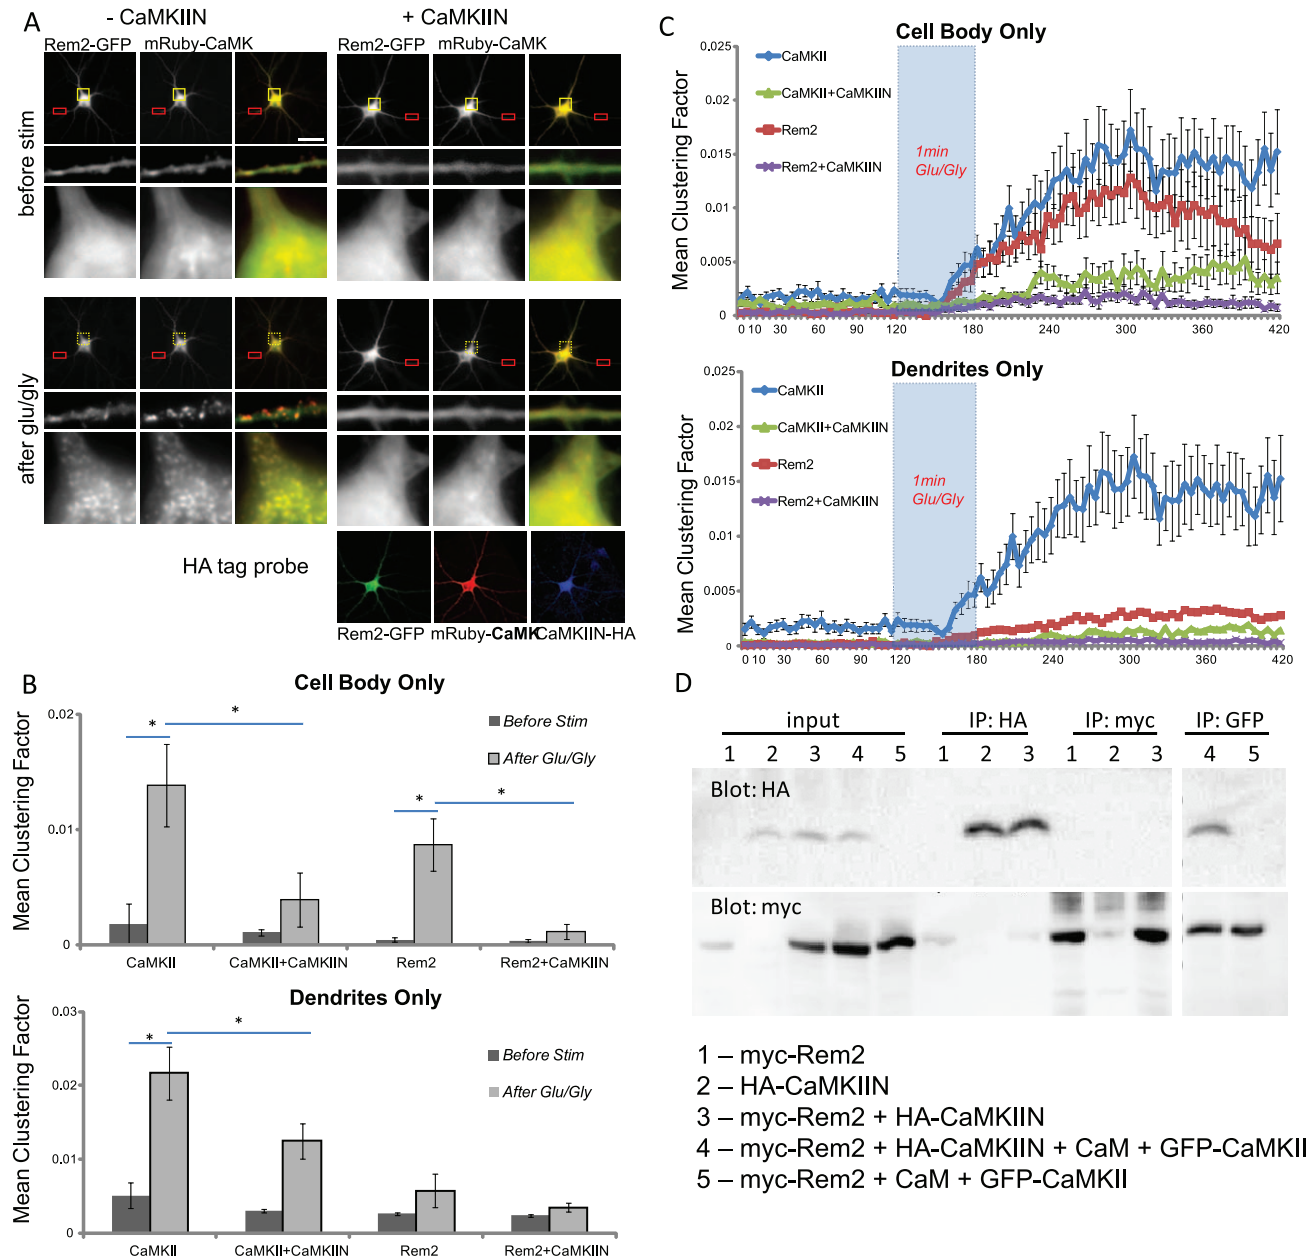 A
- CaMKIIN
+ CaMKIIN
Rem2-GFP
mRuby-CaMK
Rem2-GFP
mRuby-CaMK
before stim
after glu/gly
HA tag probe
Rem2-GFP
mRuby-CaMK
CaMKIIN-HA
B
Cell Body Only
Mean Clustering Factor
0.02
0.01
0
*
*
*
*
Before Stim
After Glu/Gly
CaMKII
CaMKII+CaMKIIN
Rem2
Rem2+CaMKIIN
Dendrites Only
Mean Clustering Factor
0.03
0.02
0.01
0
*
*
Before Stim
After Glu/Gly
CaMKII
CaMKII+CaMKIIN
Rem2
Rem2+CaMKIIN
C
Cell Body Only
Mean Clustering Factor
0.025
0.02
0.015
0.01
0.005
0
CaMKII
CaMKII+CaMKIIN
Rem2
Rem2+CaMKIIN
1min
Glu/Gly
0 10 30 60 90 120 180 240 300 360 420
Dendrites Only
Mean Clustering Factor
0.025
0.02
0.015
0.01
0.005
0
CaMKII
CaMKII+CaMKIIN
Rem2
Rem2+CaMKIIN
1min
Glu/Gly
0 10 30 60 90 120 180 240 300 360 420
D
input
IP: HA
IP: myc
IP: GFP
1 2 3 4 5 1 2 3 1 2 3 4 5
Blot: HA
Blot: myc
1 – myc-Rem2
2 – HA-CaMKIIN
3 – myc-Rem2 + HA-CaMKIIN
4 – myc-Rem2 + HA-CaMKIIN + CaM + GFP-CaMKII
5 – myc-Rem2 + CaM + GFP-CaMKII